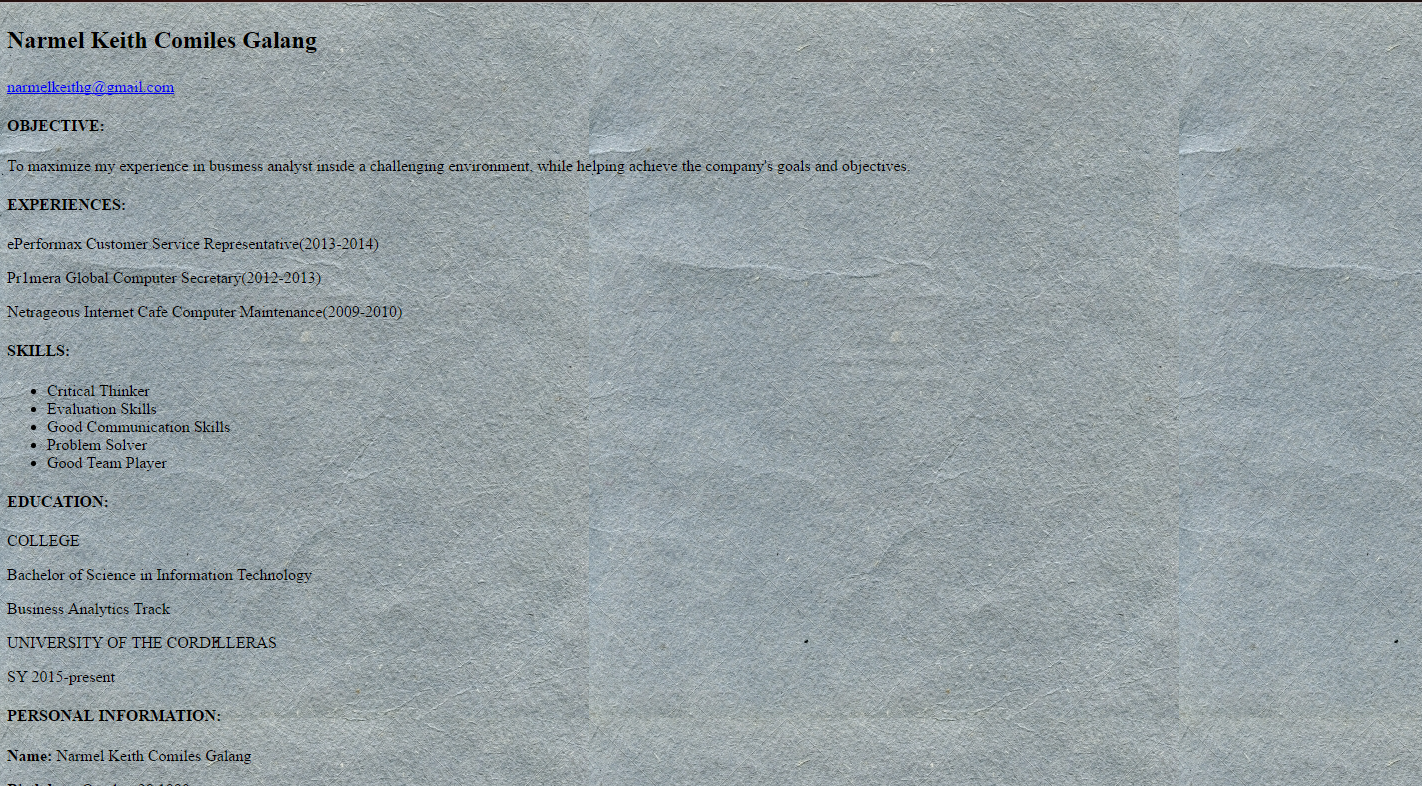 Narmel Keith Comiles Galang
narmelkeithg@gmail.com
OBJECTIVE:
To maximize my experience in business analyst inside a challenging environment, while helping achieve the company's goals and objectives.
EXPERIENCES:
ePerformax Customer Service Representative(2013-2014)
Pr1mera Global Computer Secretary(2012-2013)
Netrageous Internet Cafe Computer Maintenance(2009-2010)
SKILLS:
• Critical Thinker
• Evaluation Skills
• Good Communication Skills
• Problem Solver
• Good Team Player
EDUCATION:
COLLEGE
Bachelor of Science in Information Technology
Business Analytics Track
UNIVERSITY OF THE CORDILLERAS
SY 2015-present
PERSONAL INFORMATION:
Name: Narmel Keith Comiles Galang